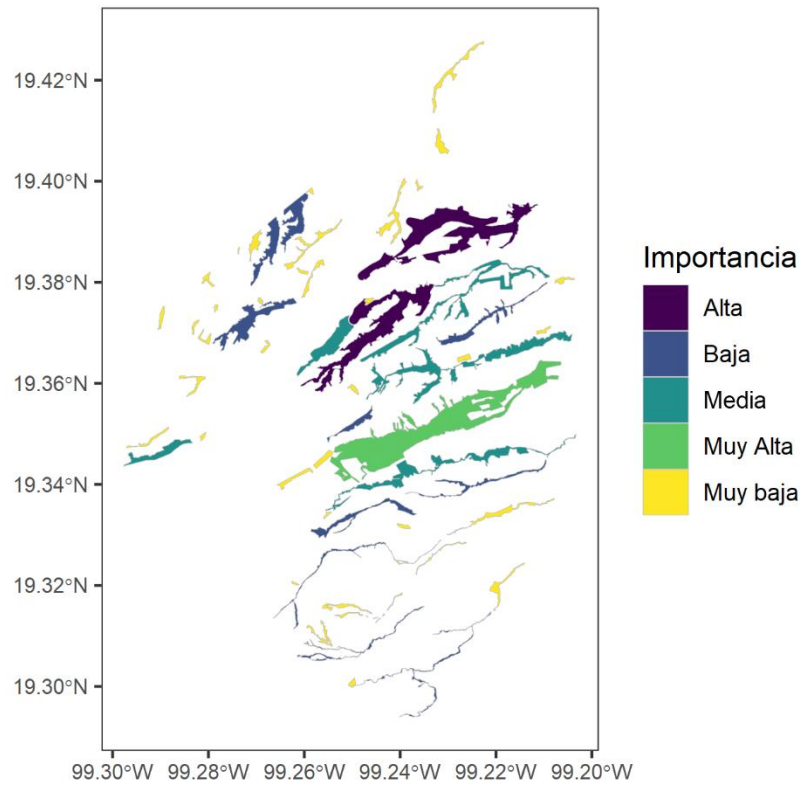 19.42°N
19.40°N
19.38°N
19.36°N
19.34°N
19.32°N
19.30°N
99.30°W 99.28°W 99.26°W 99.24°W 99.22°W 99.20°W
Importancia
Alta
Baja
Media
Muy Alta
Muy baja